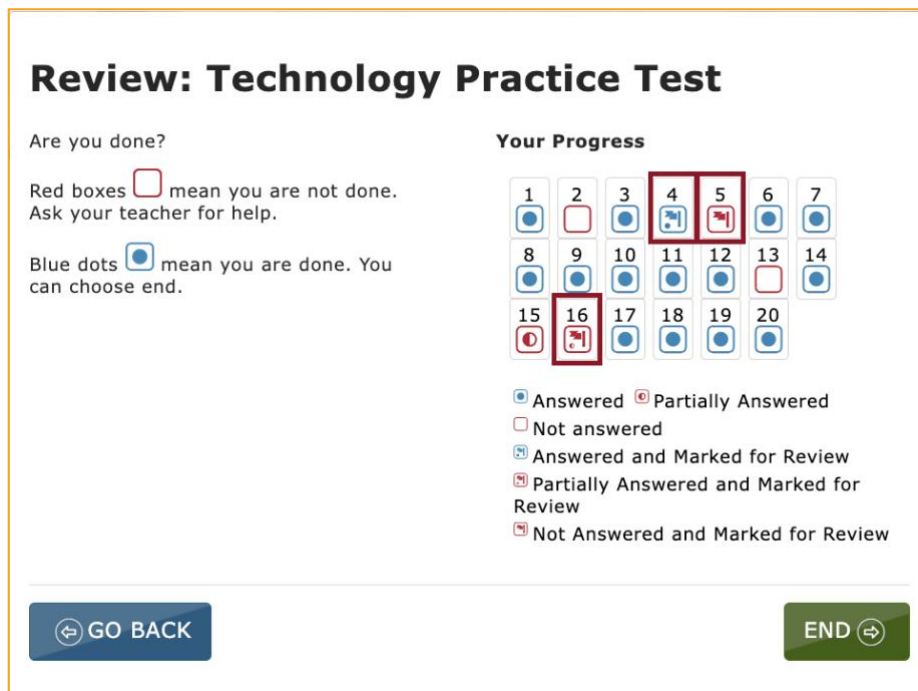 Review: Technology Practice Test
Are you done?
Red boxes mean you are not done.
Ask your teacher for help.
Blue dots mean you are done. You
can choose end.
Your Progress
1 2 3 4 5 6 7
8 9 10 11 12 13 14
15 16 17 18 19 20
Answered Partially Answered
Not answered
Answered and Marked for Review
Partially Answered and Marked for
Review
Not Answered and Marked for Review
GO BACK
END